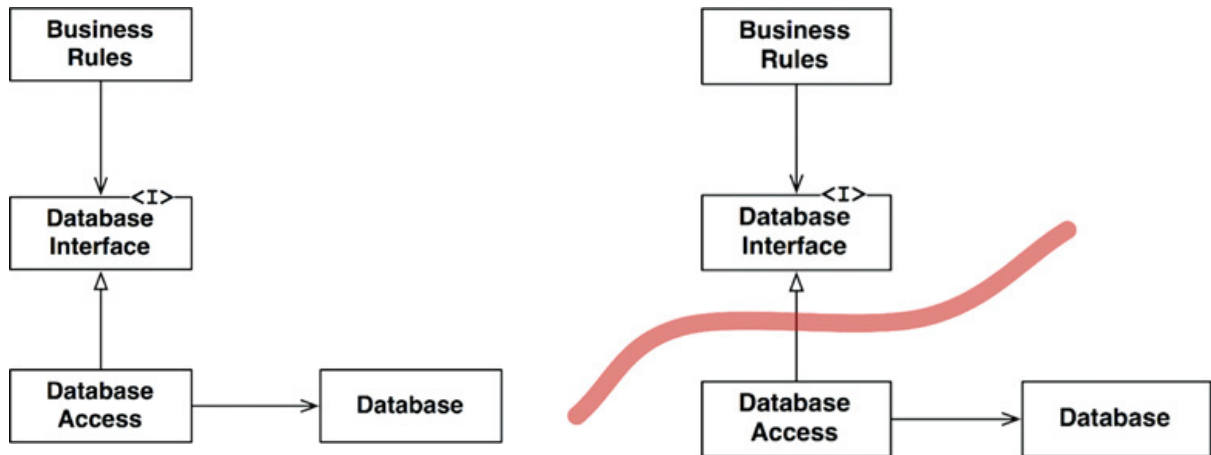 Business
Rules
<I>
Database
Interface
Database
Access
Database
Business
Rules
<I>
Database
Interface
Database
Access
Database